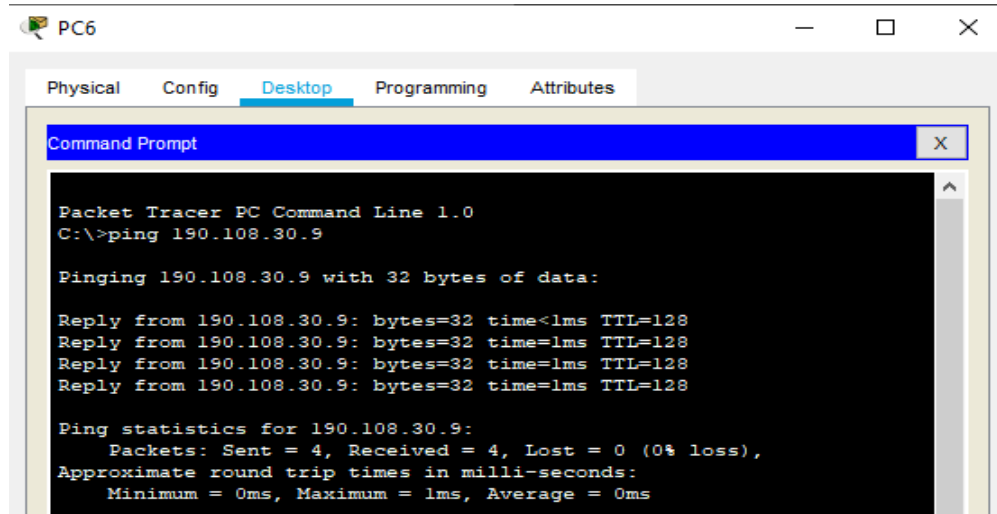 PC6
Physical Config Desktop Programming Attributes
Command Prompt
X
Packet Tracer PC Command Line 1.0
C:\>ping 190.108.30.9
Pinging 190.108.30.9 with 32 bytes of data:
Reply from 190.108.30.9: bytes=32 time<1ms TTL=128
Reply from 190.108.30.9: bytes=32 time=1ms TTL=128
Reply from 190.108.30.9: bytes=32 time=1ms TTL=128
Reply from 190.108.30.9: bytes=32 time=1ms TTL=128
Ping statistics for 190.108.30.9:
Packets: Sent = 4, Received = 4, Lost = 0 (0% loss),
Approximate round trip times in milli-seconds:
Minimum = 0ms, Maximum = 1ms, Average = 0ms